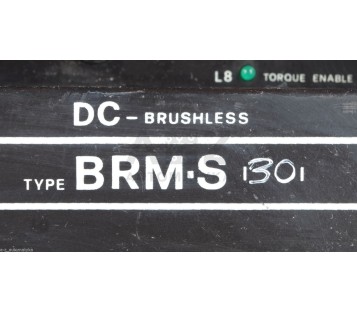 L8 TORQUE ENABLE
DC - BRUSHLESS
TYPE BRM·S 1301